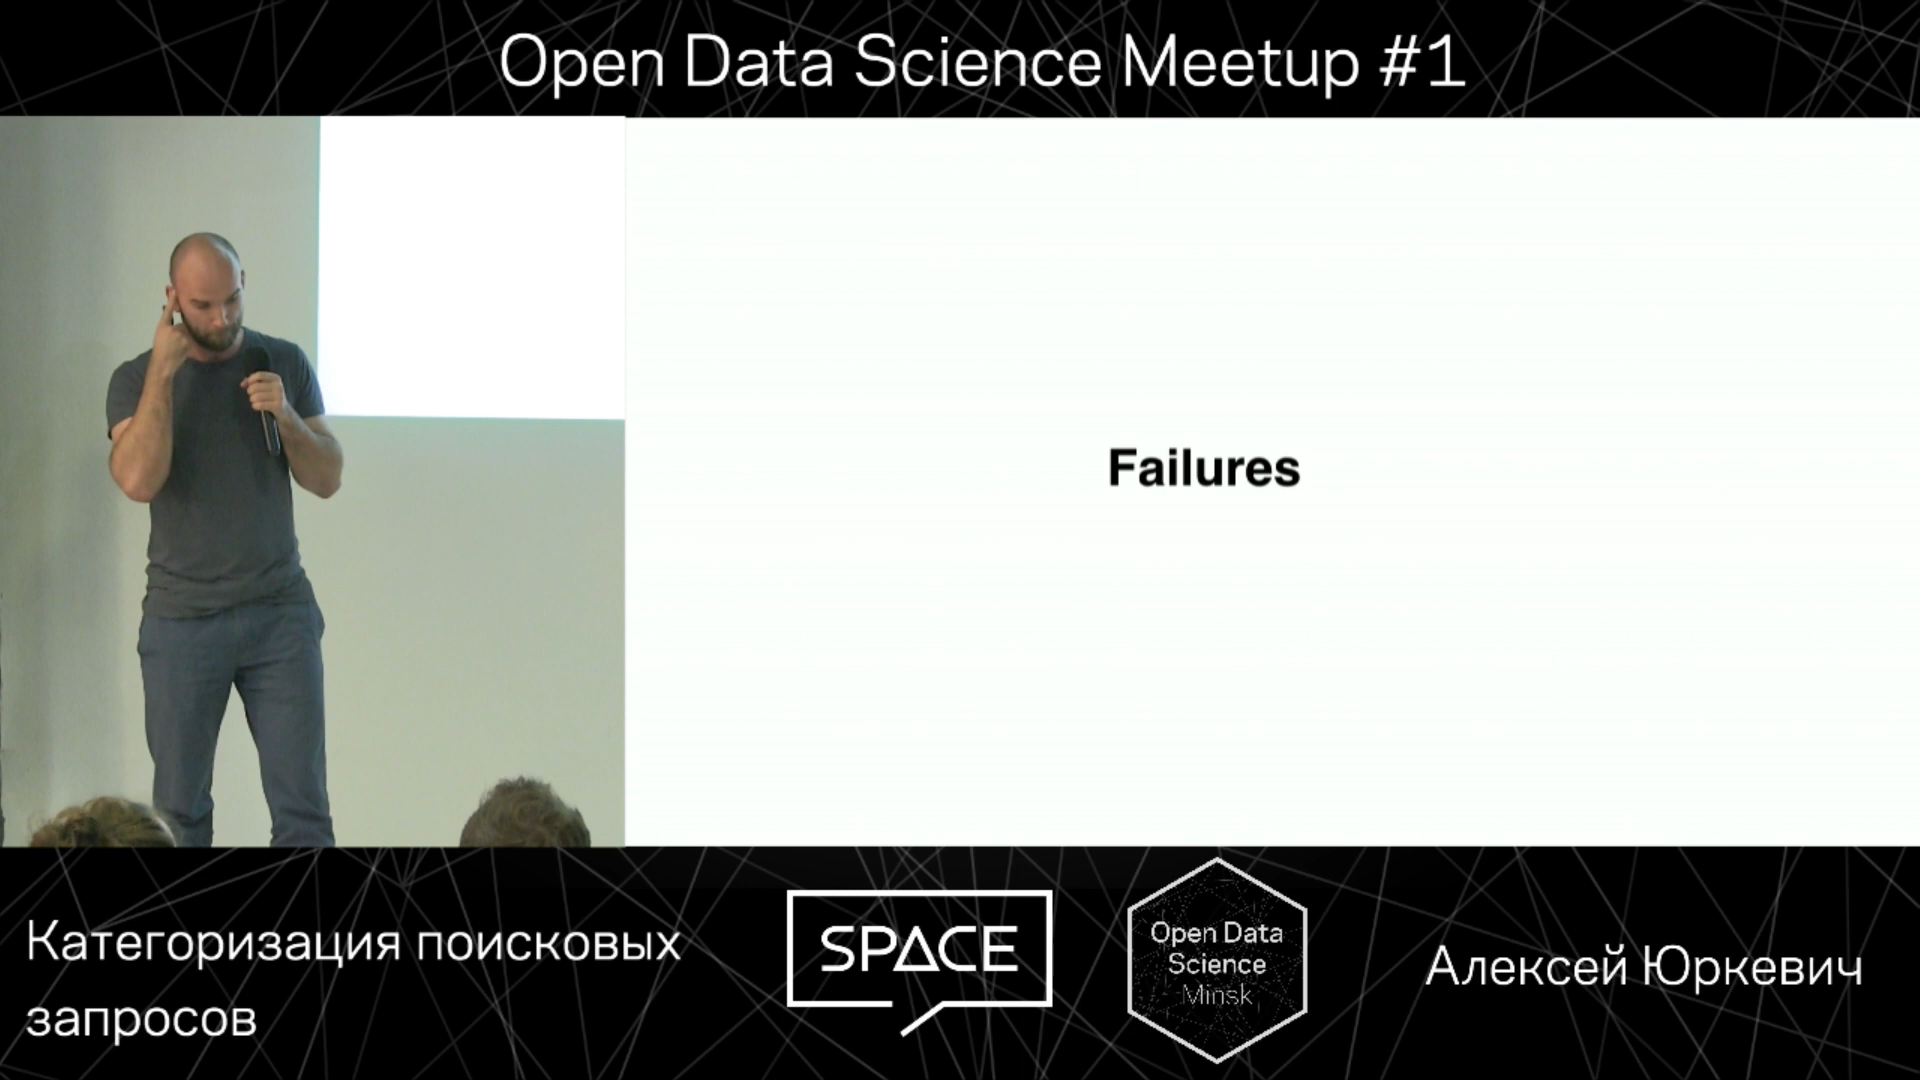 Open Data Science Meetup #1
Failures
Категоризация поисковых
запросов
SPACE
Open Data
Science
Minsk
Алексей Юркевич